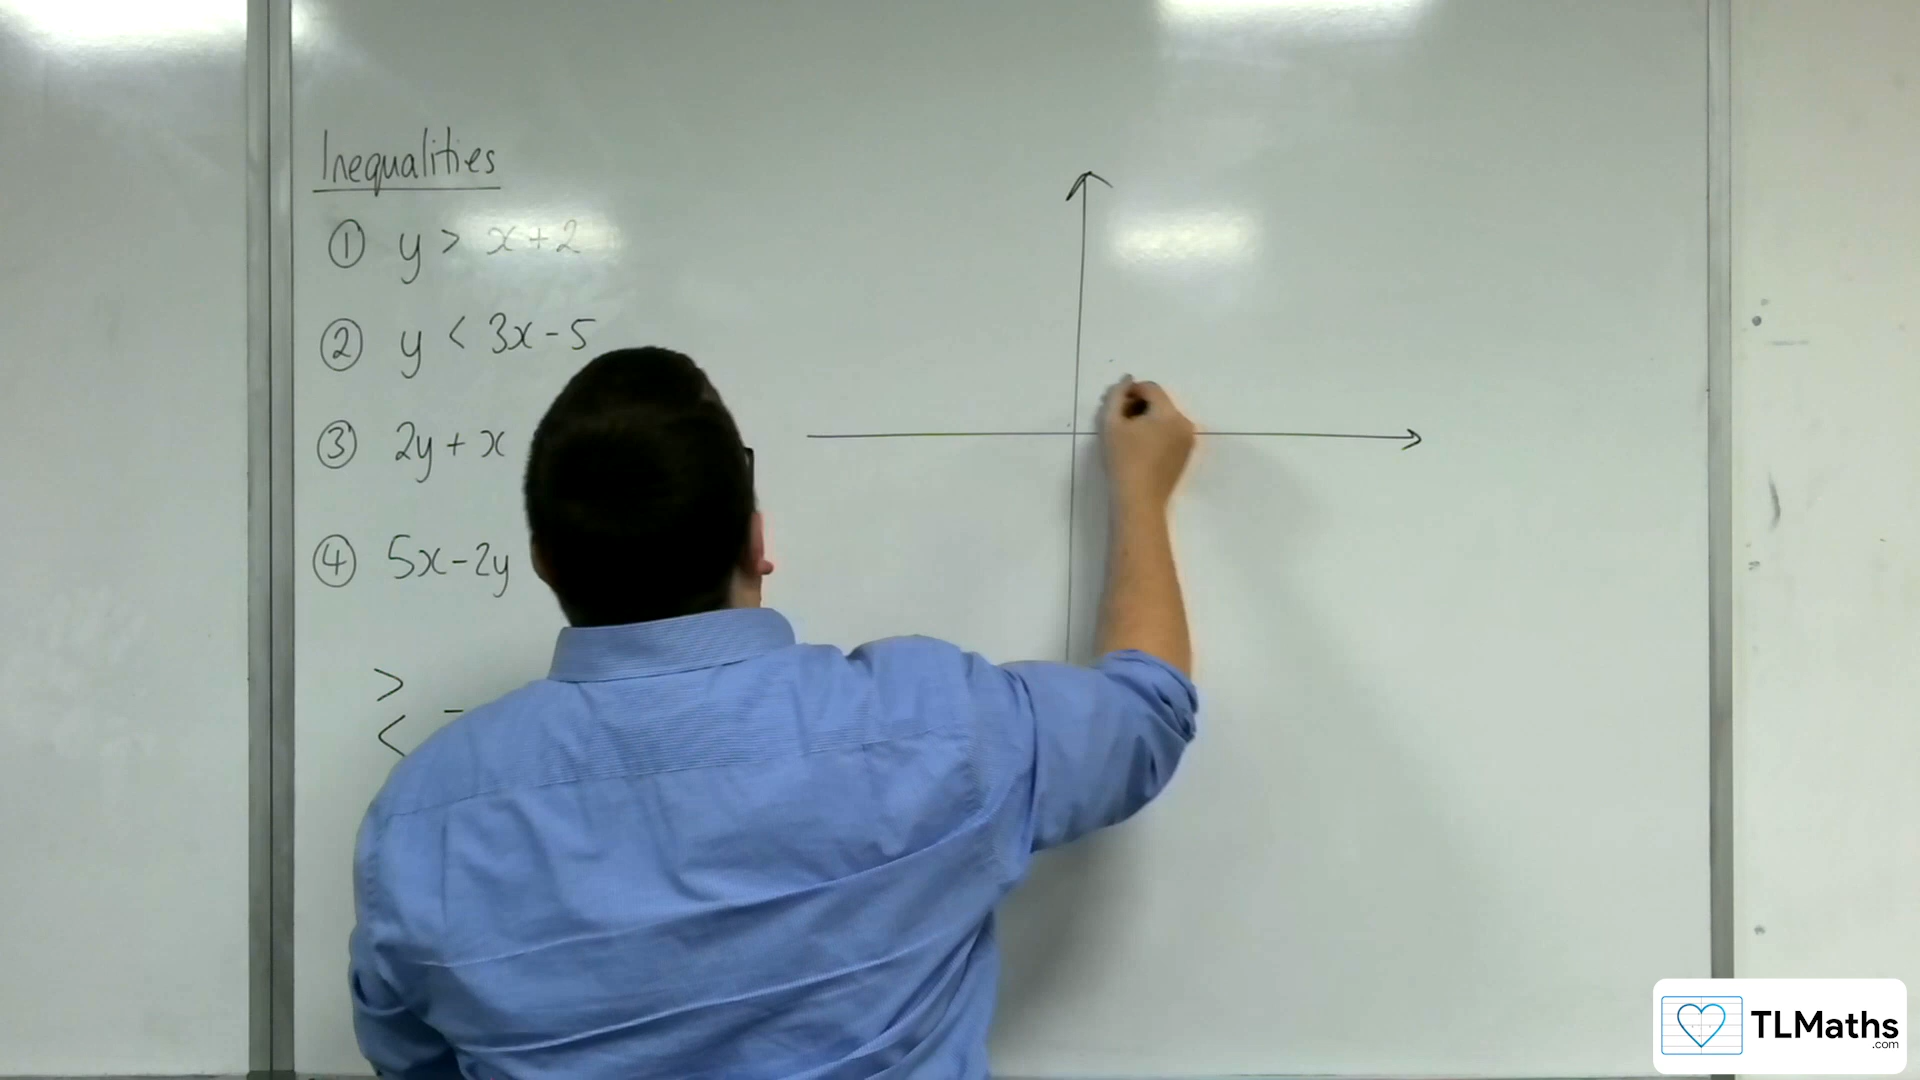 Inequalities
① y > x + 2
② y < 3x - 5
③ 2y + x
④ 5x - 2y
>
< -
TLMaths
.com